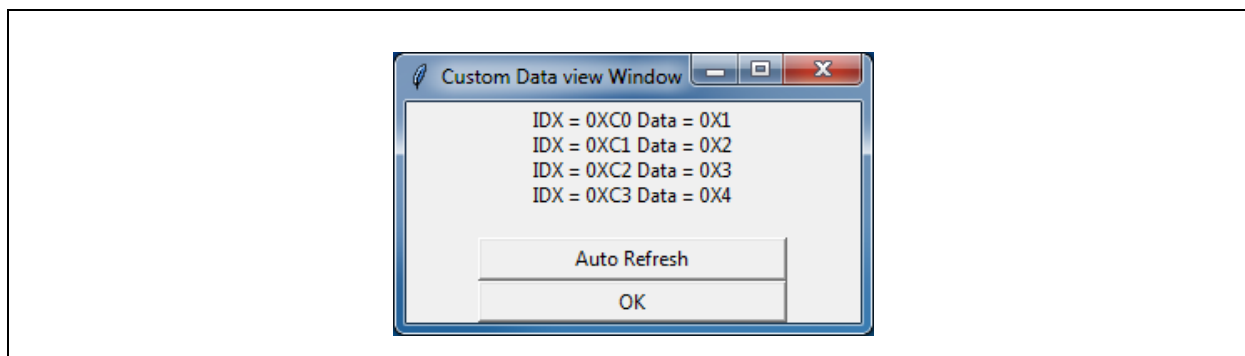 Custom Data view Window
IDX = 0XC0 Data = 0X1
IDX = 0XC1 Data = 0X2
IDX = 0XC2 Data = 0X3
IDX = 0XC3 Data = 0X4
Auto Refresh
OK